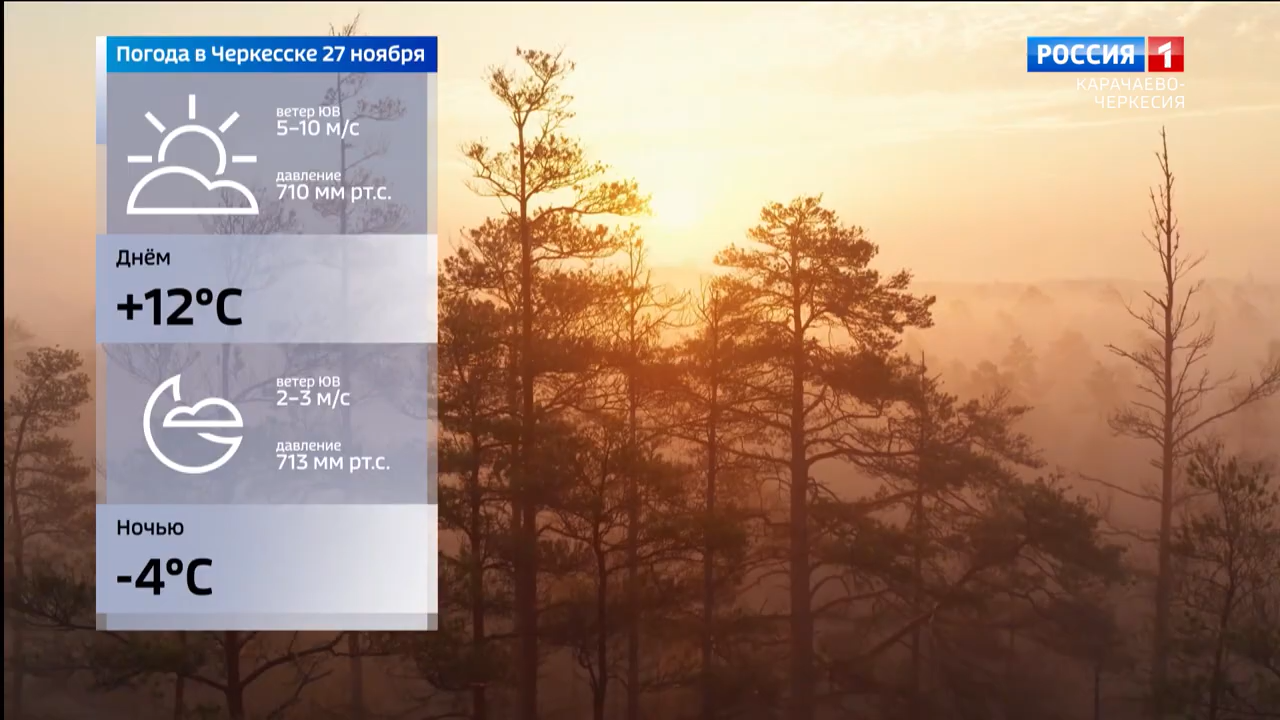 Погода в Черкесске 27 ноября
РОССИЯ 1
КАРАЧАЕВО-
ЧЕРКЕСИЯ
ветер ЮВ
5-10 м/с
давление
710 мм рт.с.
Днём
+12°C
ветер ЮВ
2-3 м/с
давление
713 мм рт.с.
Ночью
-4°C